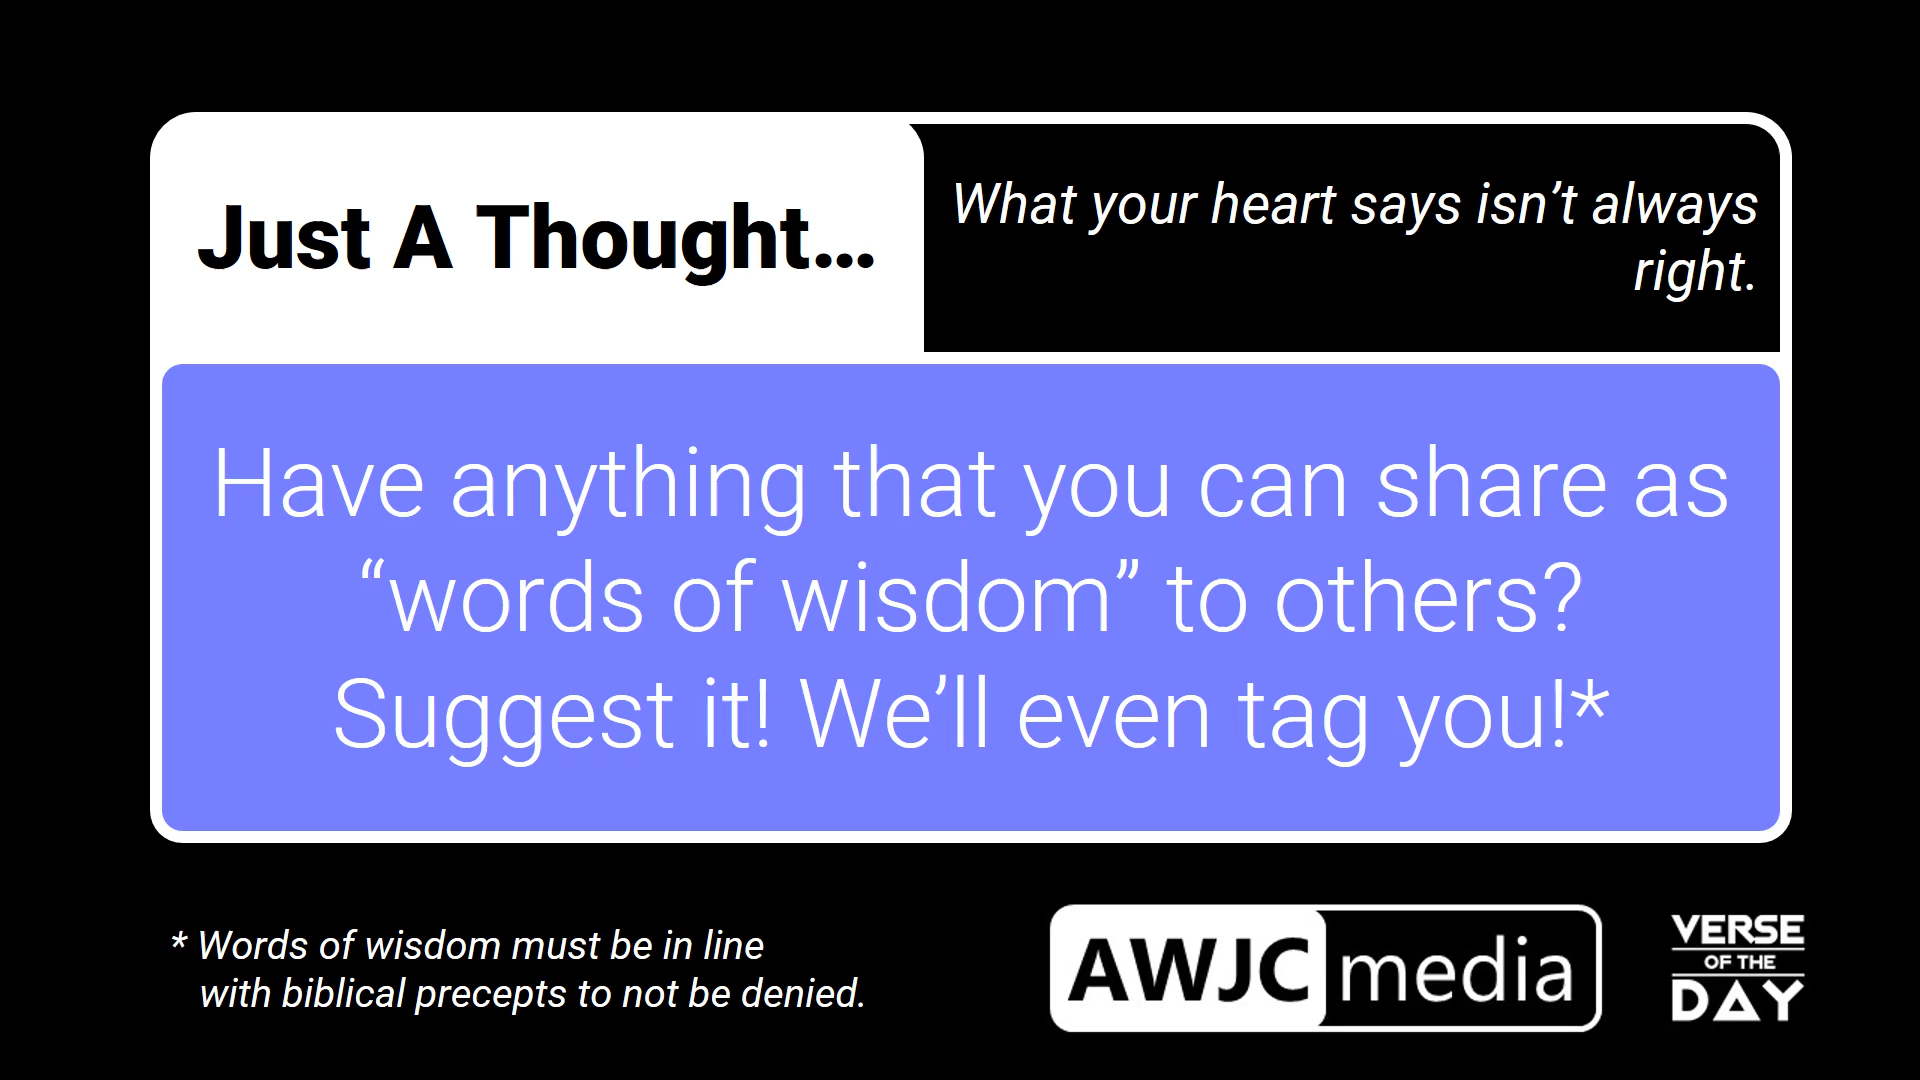 Just A Thought...
What your heart says isn’t always
right.
Have anything that you can share as
“words of wisdom” to others?
Suggest it! We’ll even tag you!*
* Words of wisdom must be in line
with biblical precepts to not be denied.
AWJC media
VERSE
OF THE
DAY